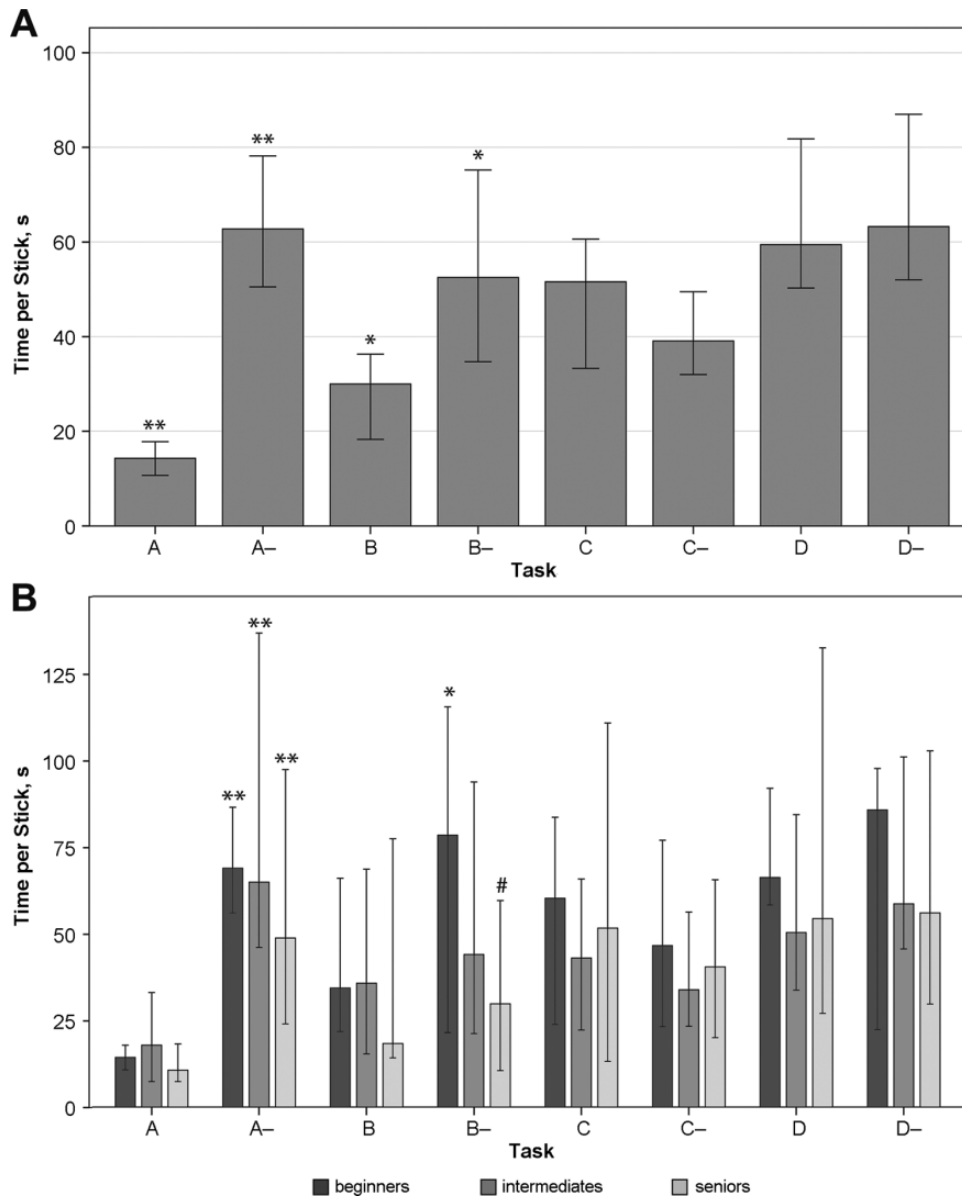 A
Time per Stick, s
100
80
60
40
20
0
**
**
*
*
A A– B B– C C– D D–
Task
B
Time per Stick, s
125
100
75
50
25
0
**
**
**
*
#
A A– B B– C C– D D–
Task
beginners intermediates seniors